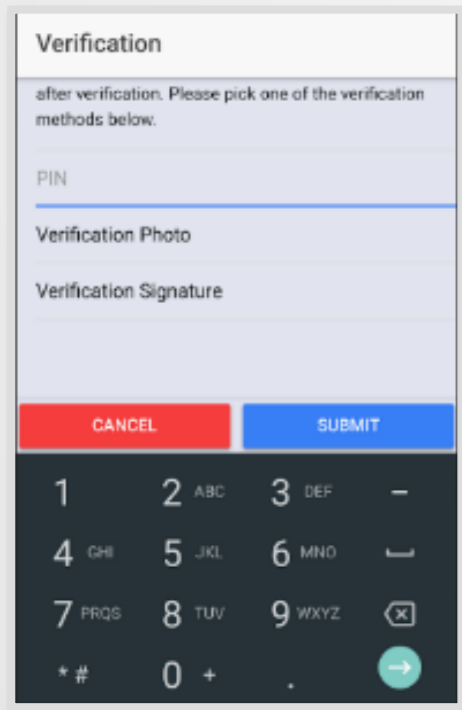 Verification
after verification. Please pick one of the verification
methods below.
PIN
Verification Photo
Verification Signature
CANCEL SUBMIT
1 2 ABC 3 DEF –
4 GHI 5 JKL 6 MNO
7 PRQS 8 TUV 9 WXYZ
* # 0 + .